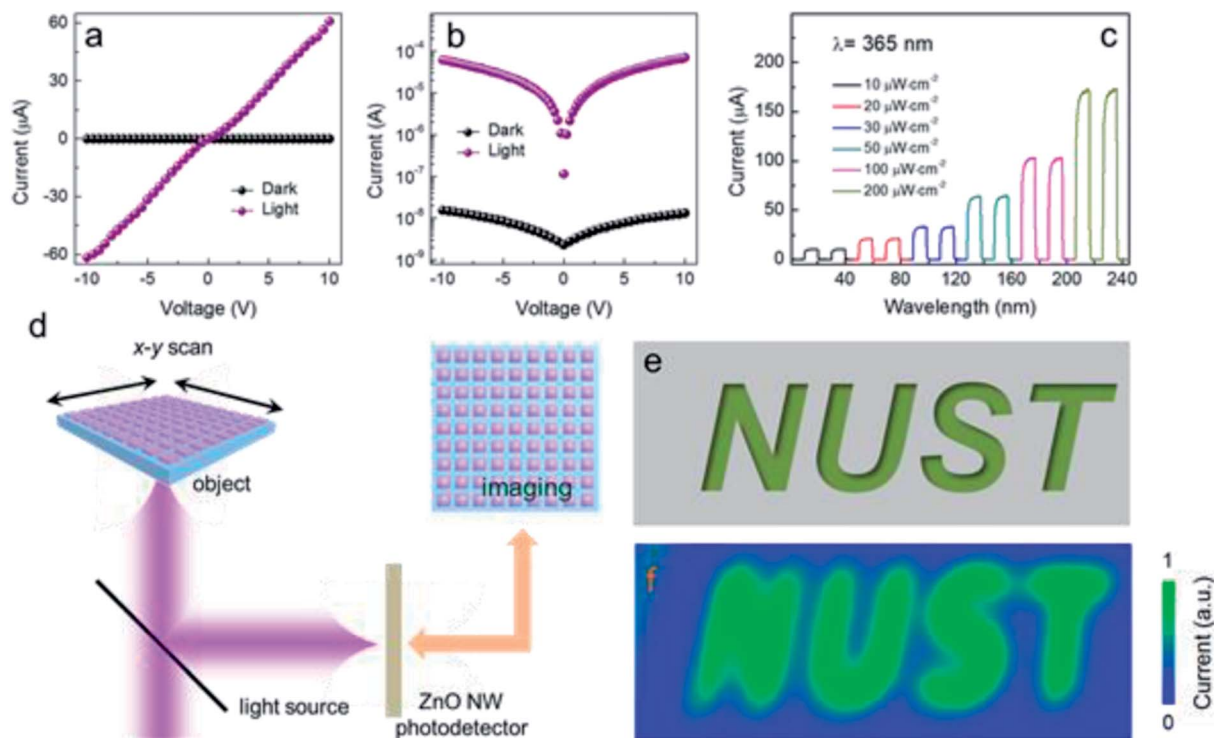 a
60
30
0
-30
-60
Current (μA)
Dark
Light
-10
-5
0
5
10
Voltage (V)
b
10⁻⁴
10⁻⁵
10⁻⁶
10⁻⁷
10⁻⁸
10⁻⁹
Current (A)
Dark
Light
-10
-5
0
5
10
Voltage (V)
c
λ= 365 nm
10 μW·cm⁻²
20 μW·cm⁻²
30 μW·cm⁻²
50 μW·cm⁻²
100 μW·cm⁻²
200 μW·cm⁻²
200
150
100
50
0
Current (μA)
40
80
120
160
200
240
Wavelength (nm)
d
x-y scan
object
imaging
light source
ZnO NW
photodetector
e
NUST
f
NUST
1
0
Current (a.u.)